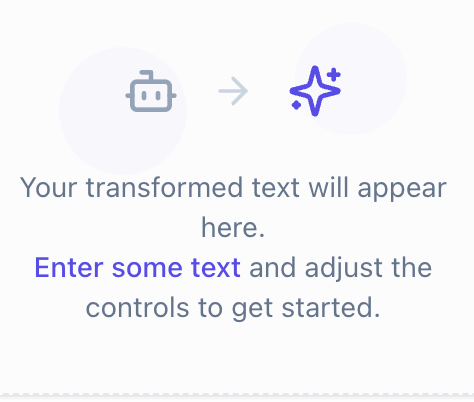 Your transformed text will appear
here.
Enter some text and adjust the
controls to get started.